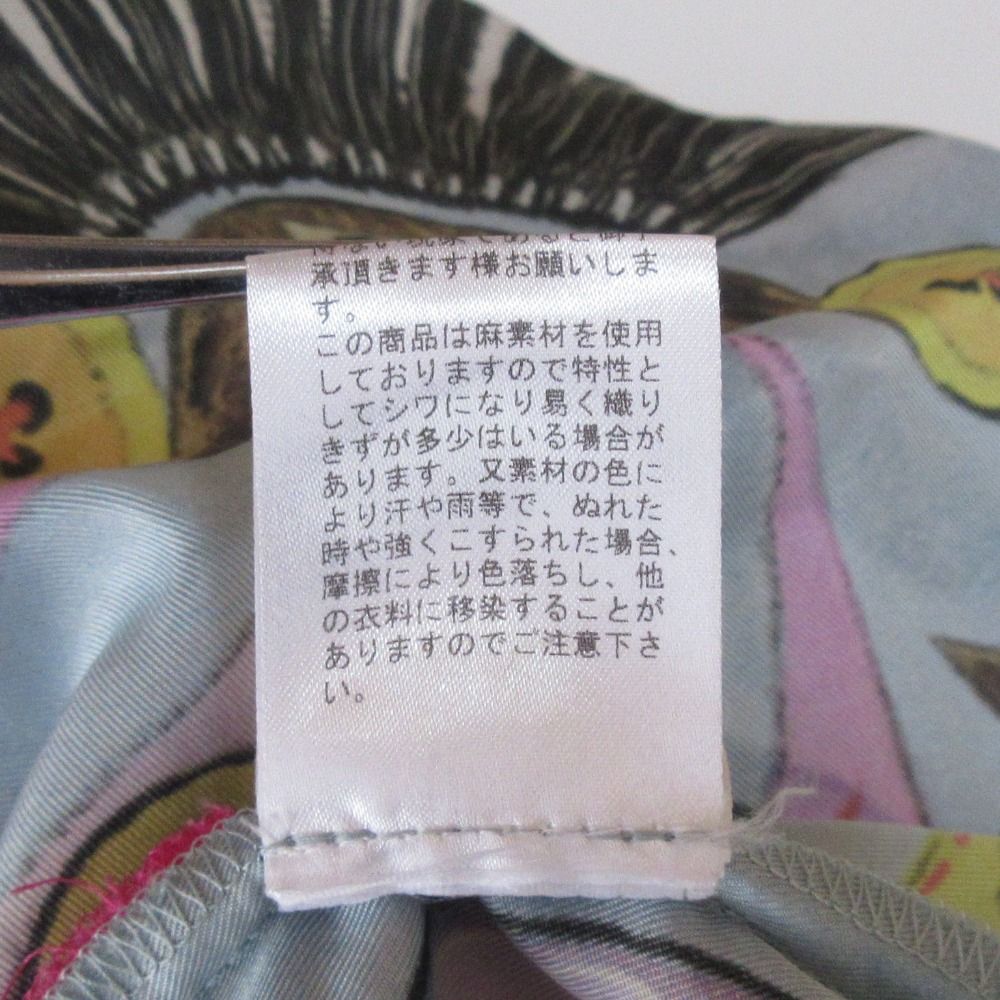 承頂きます様お願いしま
す。
この商品は麻素材を使用
しておりますので特性と
してシワになり易く織り
きずが多少はいる場合が
あります。又素材の色に
より汗や雨等で、ぬれた
時や強くこすられた場合、
摩擦により色落ちし、他
の衣料に移染することが
ありますのでご注意下さ
い。